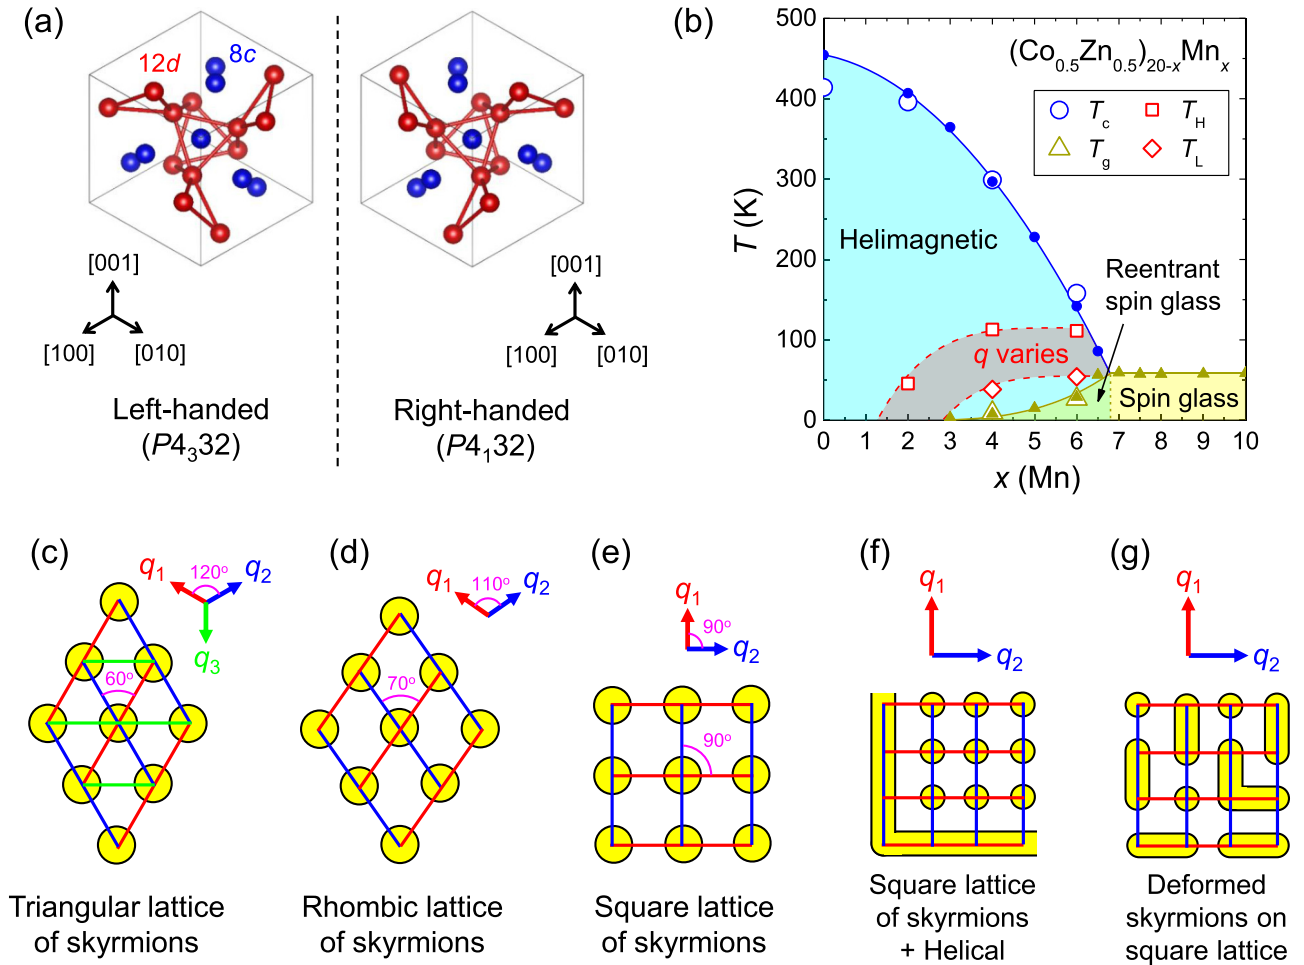 (a)
12d
8c
[001]
[100]
[010]
Left-handed
(P4₃32)
[001]
[100]
[010]
Right-handed
(P4₁32)
(b)
(Co₀.₅Zn₀.₅)₂₀₋ₓMnₓ
T_c
T_H
T_g
T_L
Helimagnetic
Reentrant
spin glass
q varies
Spin glass
T (K)
500
400
300
200
100
0
0 1 2 3 4 5 6 7 8 9 10
x (Mn)
(c)
q₁
120°
q₂
q₃
60°
Triangular lattice
of skyrmions
(d)
q₁
110°
q₂
70°
Rhombic lattice
of skyrmions
(e)
q₁
90°
q₂
90°
Square lattice
of skyrmions
(f)
q₁
q₂
Square lattice
of skyrmions
+ Helical
(g)
q₁
q₂
Deformed
skyrmions on
square lattice